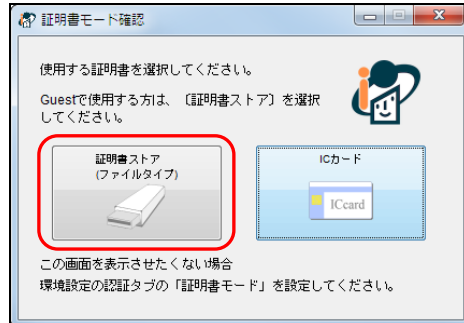 証明書モード確認
使用する証明書を選択してください。
Guestで使用する方は、〔証明書ストア〕を選択
してください。
証明書ストア
(ファイルタイプ)
ICカード
ICcard
この画面を表示させたくない場合
環境設定の認証タブの「証明書モード」を設定してください。